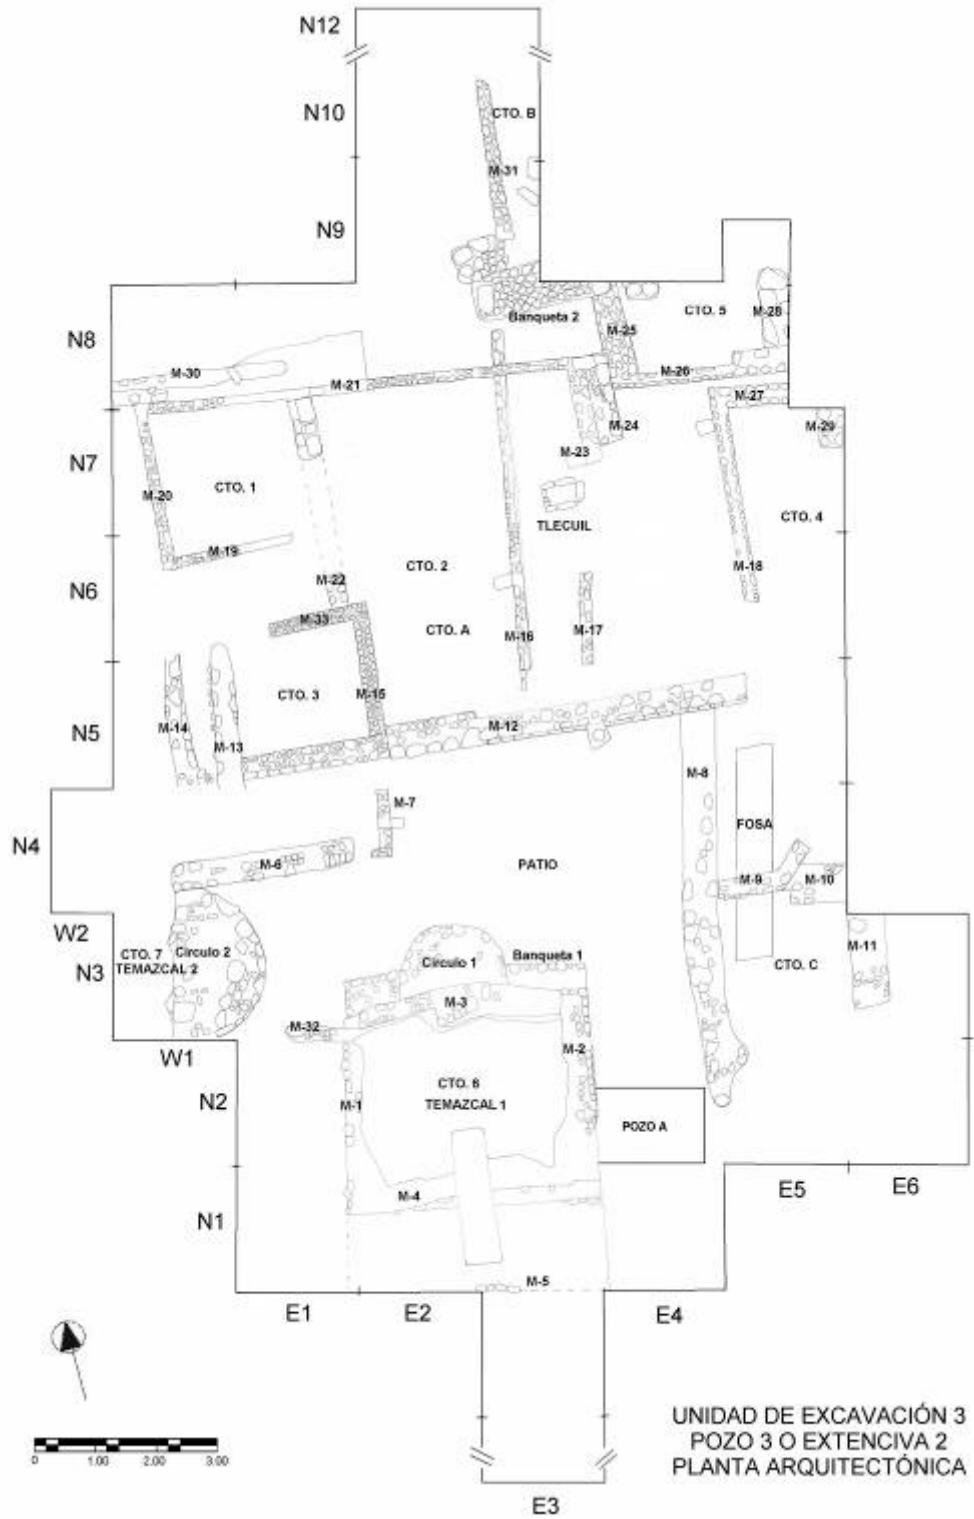 N12
N10
CTO. B
M-31
N9
N8
Banqueta 2
M-25
CTO. 5
M-28
M-30
M-21
M-26
M-27
M-24
M-29
M-23
N7
M-20
CTO. 1
TLECUIL
CTO. 4
M-19
M-18
N6
M-22
CTO. 2
M-33
CTO. A
M-16
M-17
CTO. 3
M-15
N5
M-14
M-13
M-12
M-8
M-7
FOSA
N4
M-6
PATIO
M-9
M-10
W2
CTO. 7
TEMAZCAL 2
Círculo 2
N3
Círculo 1
Banqueta 1
CTO. C
M-11
M-3
M-32
W1
M-2
N2
M-1
CTO. 6
TEMAZCAL 1
POZO A
M-4
E5
E6
N1
M-5
E1
E2
E4
0
1.00
2.00
3.00
UNIDAD DE EXCAVACIÓN 3
POZO 3 O EXTENCIVA 2
PLANTA ARQUITECTÓNICA
E3